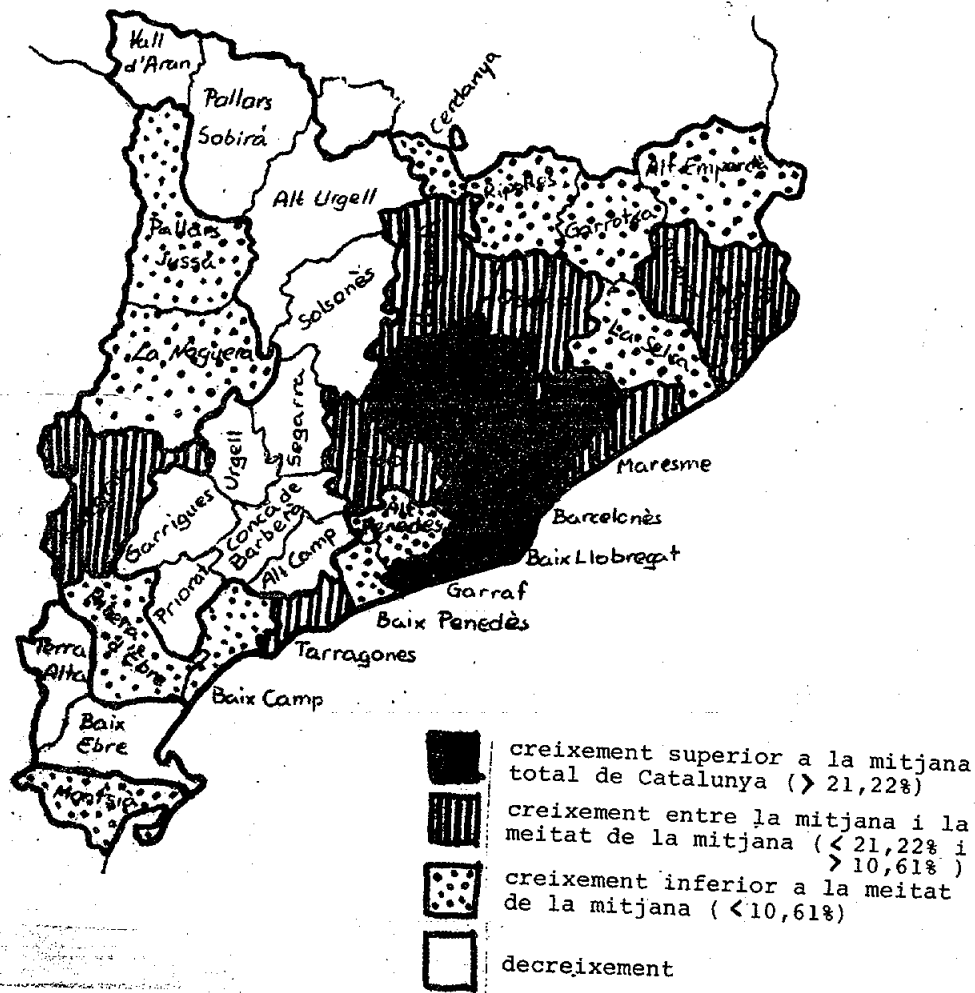 Vall
d'Aran
Pallars
Sobirá
Cerdanya
Alt Urgell
Ripollès
Garrotxa
Alt Empordà
Pallars
Jussà
Solsonès
La Noguera
La Selva
Segarra
Urgell
Maresme
Garrigues
Conca de
Barberà
Alt
Penedès
Barcelonès
Baix Llobregat
Alt Camp
Priorat
Garraf
Baix Penedès
Ribera
d'Ebre
Tarragones
Terra
Alta
Baix Camp
Baix
Ebre
Montsià
creixement superior a la mitjana
total de Catalunya (> 21,22%)
creixement entre la mitjana i la
meitat de la mitjana (< 21,22% i
> 10,61% )
creixement inferior a la meitat
de la mitjana ( <10,61%)
decreixement